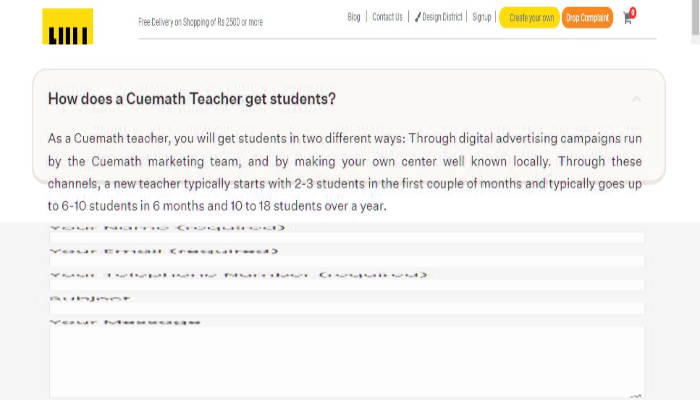 Free Delivery on Shopping of Rs 2500 or more
Blog
Contact Us
Design District
Signup
Create your own
Drop Complaint
0
How does a Cuemath Teacher get students?
As a Cuemath teacher, you will get students in two different ways: Through digital advertising campaigns run
by the Cuemath marketing team, and by making your own center well known locally. Through these
channels, a new teacher typically starts with 2-3 students in the first couple of months and typically goes up
to 6-10 students in 6 months and 10 to 18 students over a year.
Your Name (required)
Your Email (required)
Your Telephone Number (required)
Subject
Your Message